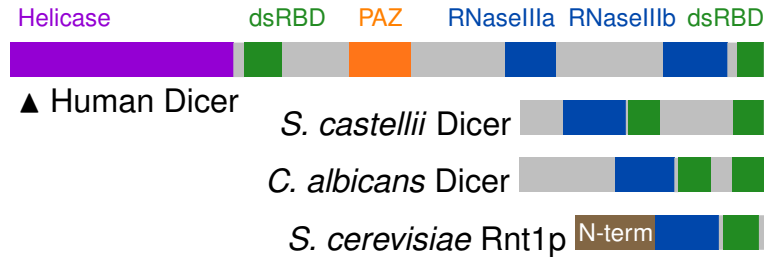 Helicase dsRBD PAZ RNaseIIIa RNaseIIIb dsRBD
▲ Human Dicer
S. castellii Dicer
C. albicans Dicer
S. cerevisiae Rnt1p N-term